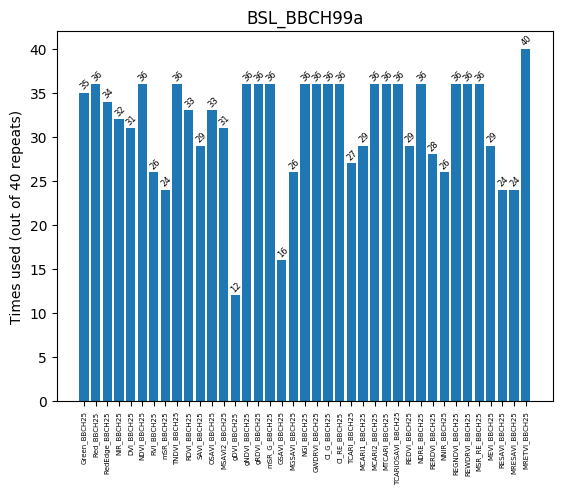 BSL_BBCH99a
Times used (out of 40 repeats)
40
35
30
25
20
15
10
5
0
35
36
34
32
31
36
26
24
36
33
29
33
31
12
36
36
36
16
26
36
36
36
36
27
29
36
36
36
29
36
28
26
36
36
36
29
24
24
40
Green_BBCH25
Red_BBCH25
RedEdge_BBCH25
NIR_BBCH25
DVI_BBCH25
NDVI_BBCH25
RVI_BBCH25
mSR_BBCH25
TNDVI_BBCH25
RDVI_BBCH25
SAVI_BBCH25
OSAVI_BBCH25
MSAVI2_BBCH25
gDVI_BBCH25
gNDVI_BBCH25
gRDVI_BBCH25
mSR_G_BBCH25
GSAVI_BBCH25
MGSAVI_BBCH25
NGI_BBCH25
GWDRVI_BBCH25
CI_G_BBCH25
CI_RE_BBCH25
TCARI_BBCH25
MCARI1_BBCH25
MCARI2_BBCH25
MTCARI_BBCH25
TCARIOSAVI_BBCH25
REDVI_BBCH25
NDRE_BBCH25
RERDVI_BBCH25
NNIR_BBCH25
REGNDVI_BBCH25
REWDRVI_BBCH25
MSR_RE_BBCH25
MEVI_BBCH25
RESAVI_BBCH25
MRESAVI_BBCH25
MRETVI_BBCH25